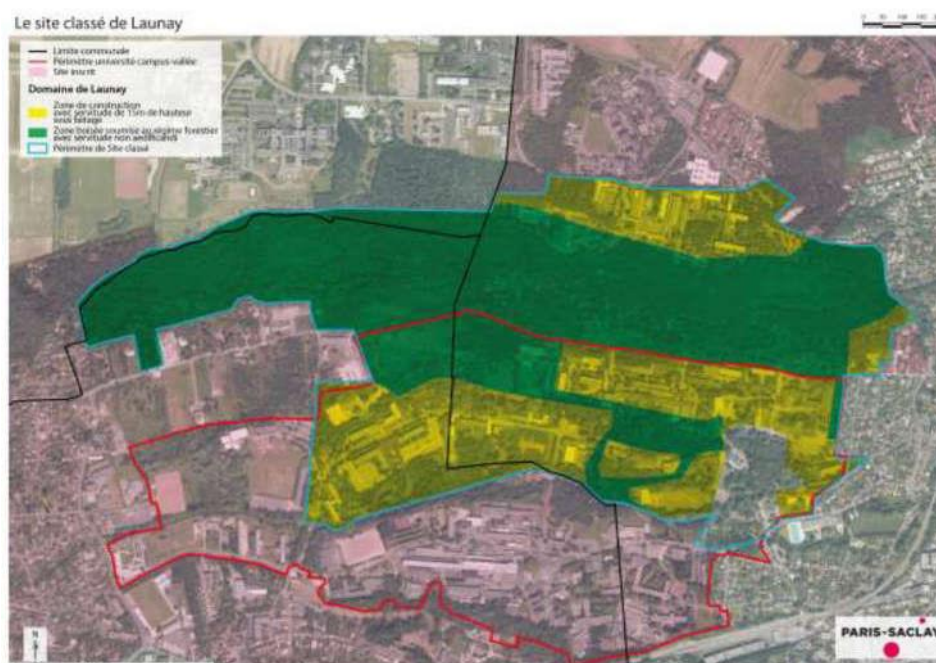 Le site classé de Launay
Limite communale
Périmètre université campus-vallée
Site inscrit
Domaine de Launay
Zone de construction
avec servitude de 15m de hauteur
sous faitage
Zone boisée soumise au régime forestier
avec servitude non aedificandi
Périmètre de Site classé
N
PARIS-SACLAY